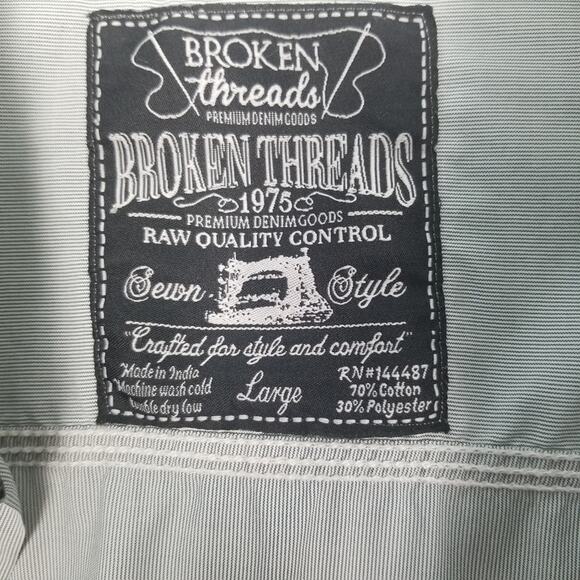 BROKEN
threads
PREMIUM DENIM GOODS
BROKEN THREADS
1975
PREMIUM DENIM GOODS
RAW QUALITY CONTROL
Sewn Style
"Crafted for style and comfort"
Made in India
Machine wash cold
tumble dry low
Large
RN#144487
70% Cotton
30% Polyester